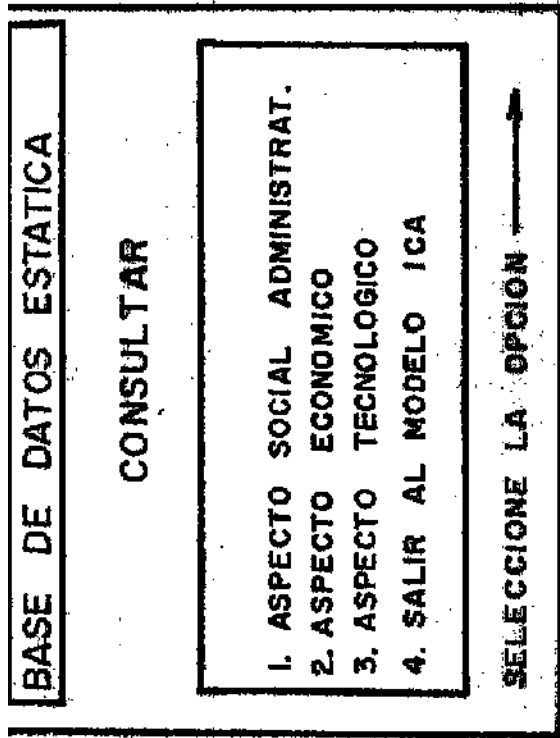 BASE DE DATOS ESTATICA
CONSULTAR
1. ASPECTO SOCIAL ADMINISTRAT.
2. ASPECTO ECONOMICO
3. ASPECTO TECNOLOGICO
4. SALIR AL MODELO ICA
SELECCIONE LA OPCION